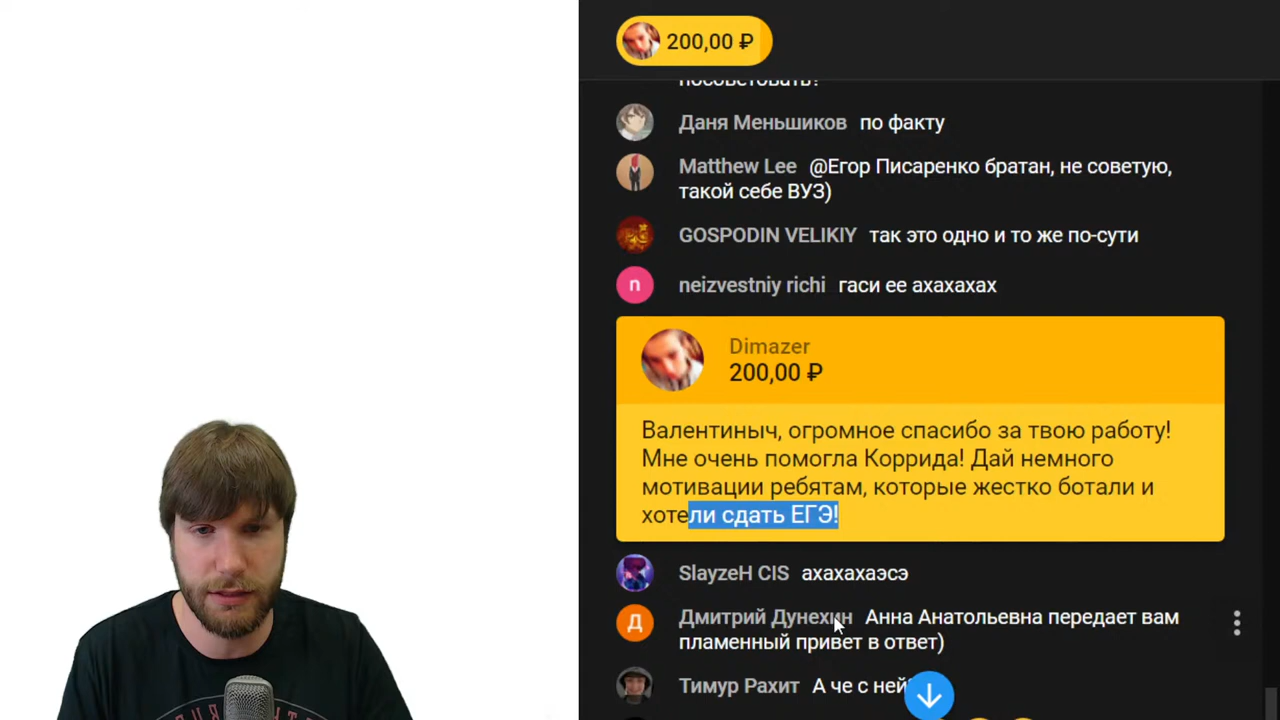 200,00 ₽
посоветовать?
Даня Меньшиков по факту
Matthew Lee @Егор Писаренко братан, не советую,
такой себе ВУЗ)
GOSPODIN VELIKIY так это одно и то же по-сути
n neizvestniy richi гаси ее ахахахах
Dimazer
200,00 ₽
Валентиныч, огромное спасибо за твою работу!
Мне очень помогла Коррида! Дай немного
мотивации ребятам, которые жестко ботали и
хотели сдать ЕГЭ!
SlayzeH CIS ахахахаэсэ
Д Дмитрий Дунехин Анна Анатольевна передает вам
пламенный привет в ответ)
Тимур Рахит А че с ней